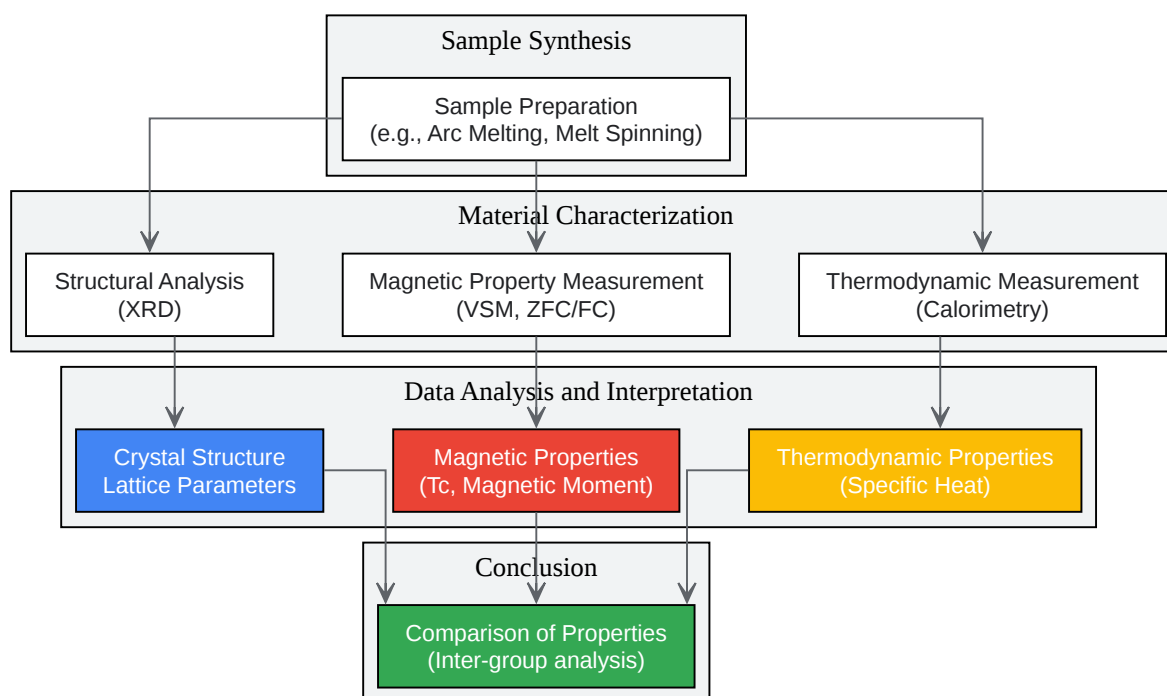 Sample Synthesis
Sample Preparation
(e.g., Arc Melting, Melt Spinning)
Material Characterization
Structural Analysis
(XRD)
Magnetic Property Measurement
(VSM, ZFC/FC)
Thermodynamic Measurement
(Calorimetry)
Data Analysis and Interpretation
Crystal Structure
Lattice Parameters
Magnetic Properties
(Tc, Magnetic Moment)
Thermodynamic Properties
(Specific Heat)
Conclusion
Comparison of Properties
(Inter-group analysis)